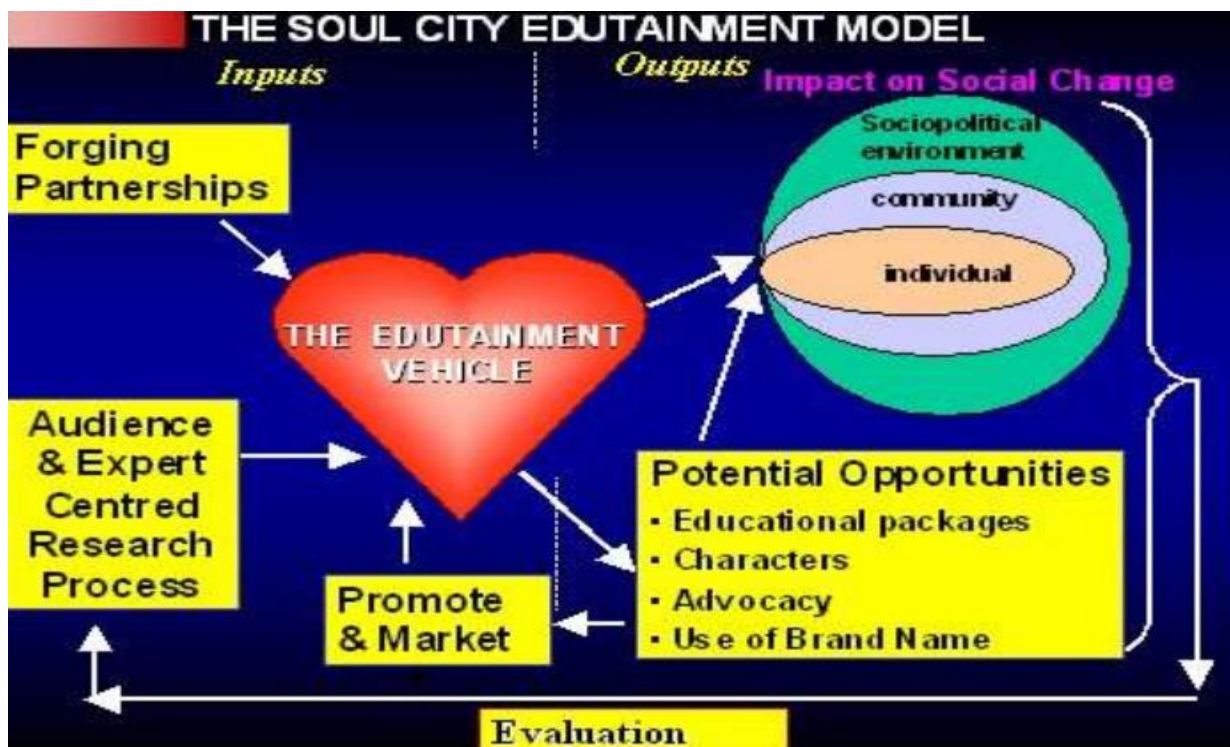 THE SOUL CITY EDUTAINMENT MODEL
Inputs
Outputs
Impact on Social Change
Forging
Partnerships
Sociopolitical
environment
community
individual
THE EDUTAINMENT
VEHICLE
Audience
& Expert
Centred
Research
Process
Promote
& Market
Potential Opportunities
▪ Educational packages
▪ Characters
▪ Advocacy
▪ Use of Brand Name
Evaluation